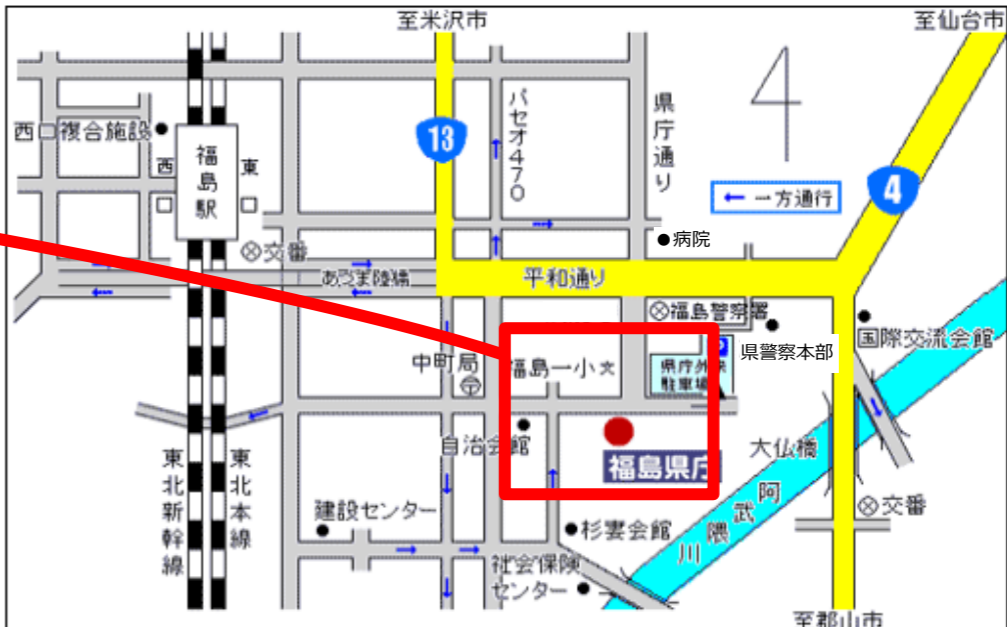 至米沢市
至仙台市
13
パセオ470
県庁通り
4
西口複合施設
福島駅
西口
東口
← 一方通行
病院
交番
あづま陸橋
平和通り
福島警察署
国際交流会館
県警察本部
中町局
福島一小
文
県庁外来
駐車場
P
自治会館
福島県庁
大仏橋
東北新幹線
東北本線
建設センター
杉妻会館
阿武隈川
交番
社会保険
センター
至郡山市